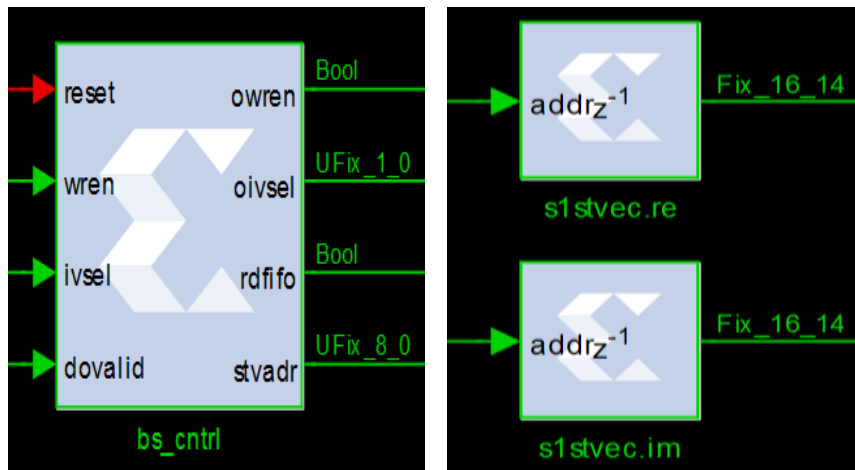 reset
wren
ivsel
dovalid
owren
oivsel
rdfifo
stvadr
Bool
UFix_1_0
Bool
UFix_8_0
bs_cntrl
addrz-1
Fix_16_14
s1stvec.re
addrz-1
Fix_16_14
s1stvec.im